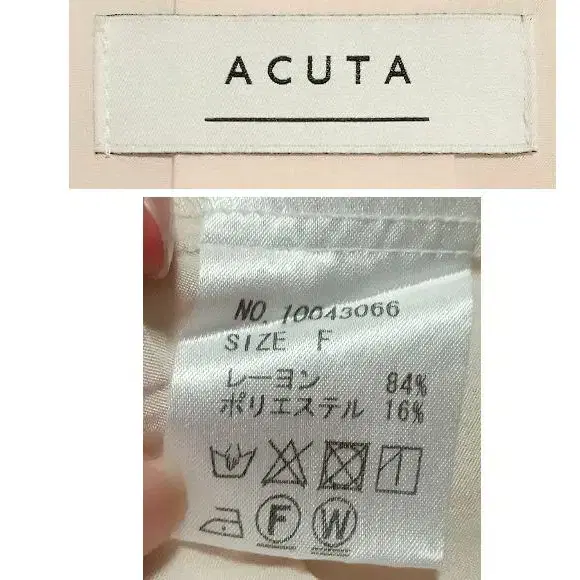 ACUTA
NO. 10043066
SIZE F
レーヨン 84%
ポリエステル 16%
F W